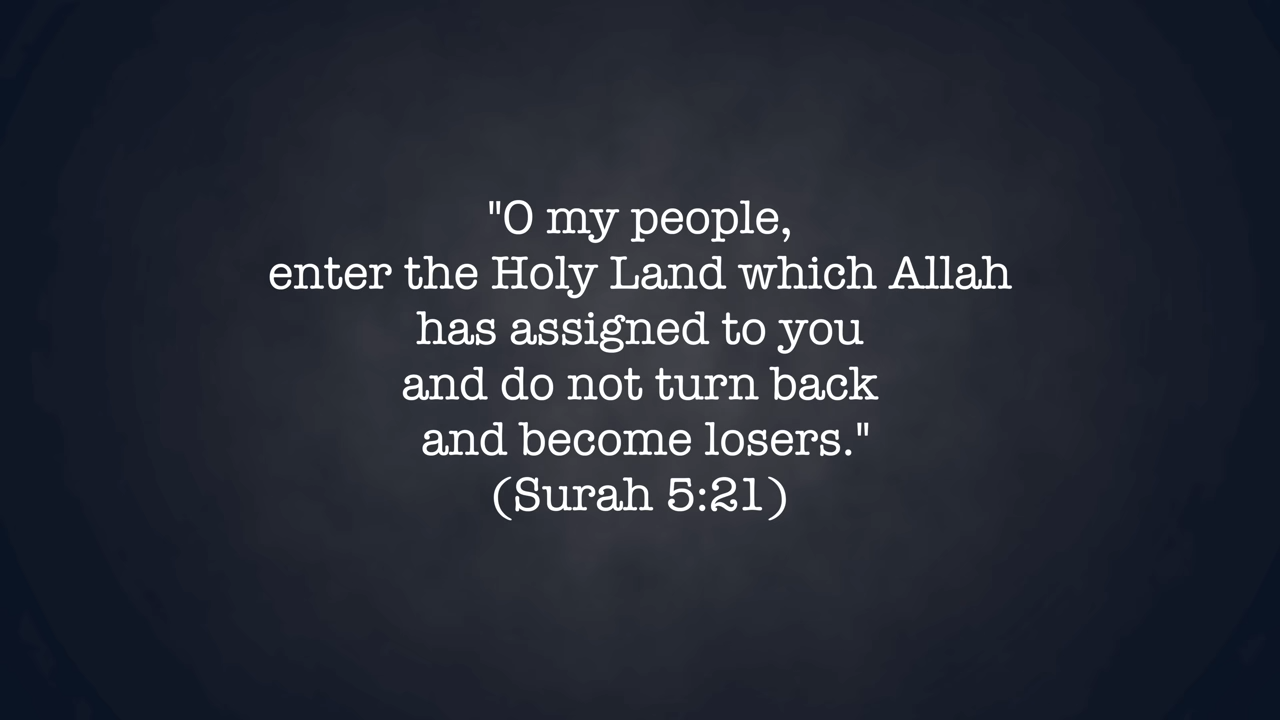 "O my people,
enter the Holy Land which Allah
has assigned to you
and do not turn back
and become losers."
(Surah 5:21)